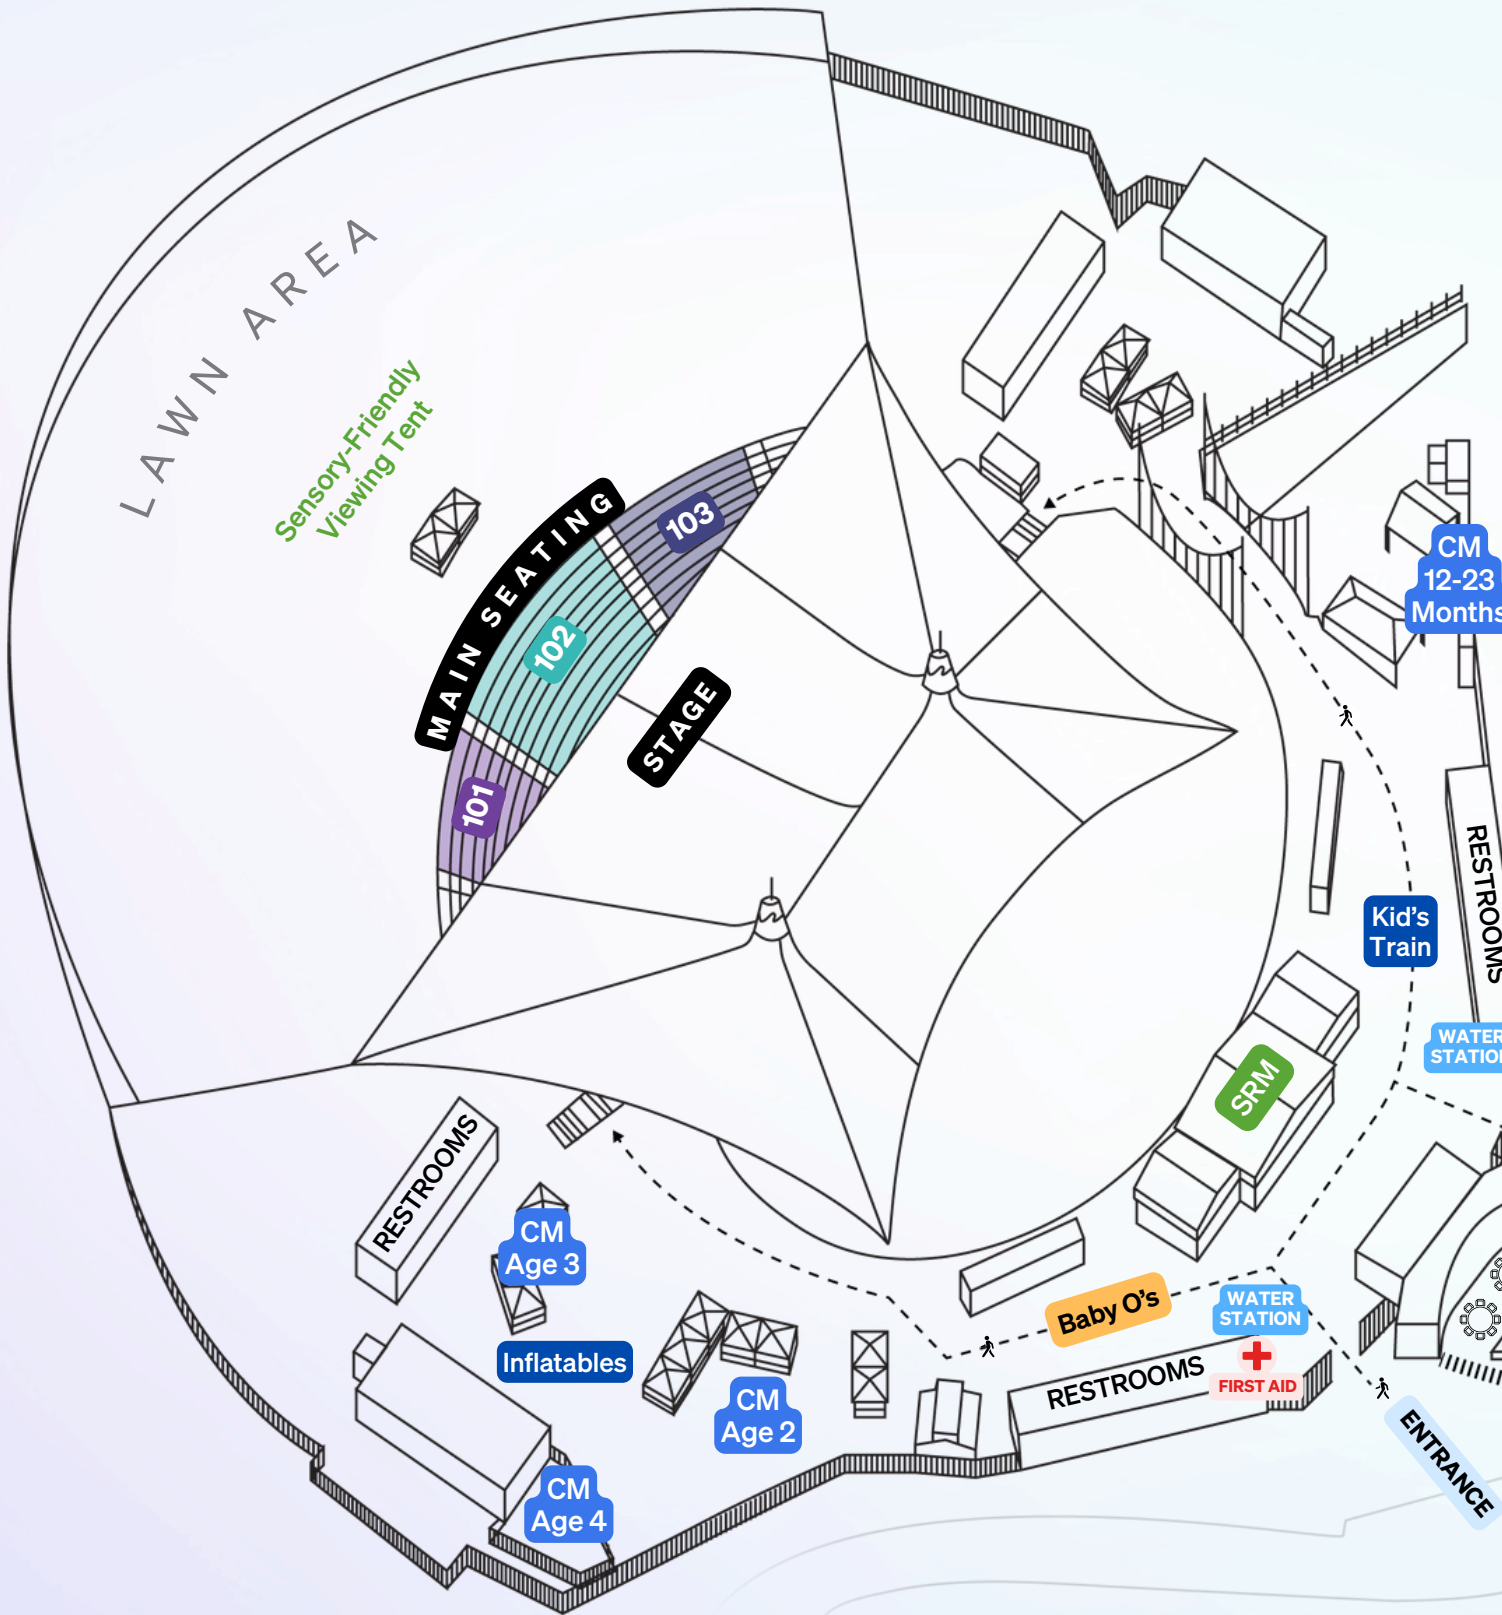 LAWN AREA
Sensory-Friendly
Viewing Tent
MAIN SEATING
103
102
101
STAGE
CM
12-23
Months
RESTROOMS
Kid's
Train
WATER
STATION
SRM
RESTROOMS
CM
Age 3
Inflatables
CM
Age 2
CM
Age 4
Baby O's
WATER
STATION
RESTROOMS
FIRST AID
ENTRANCE